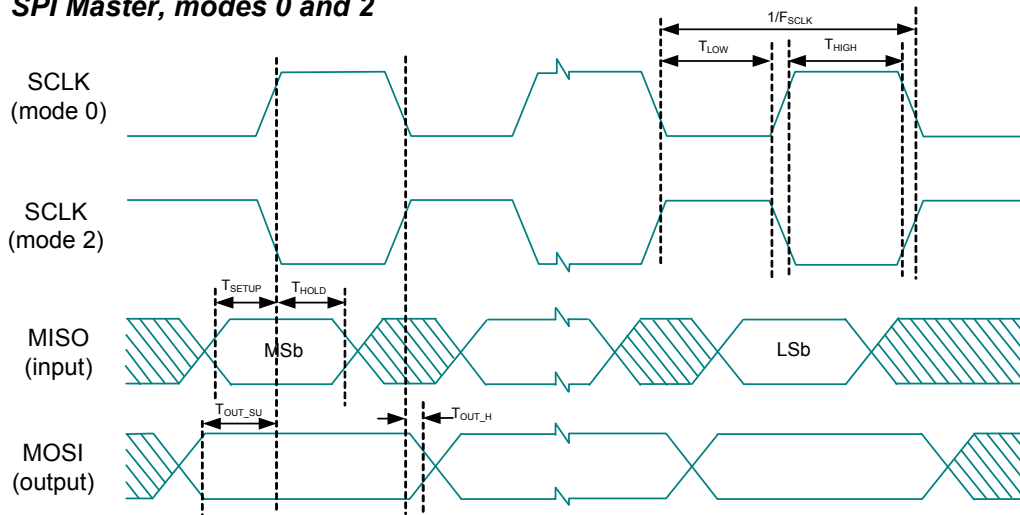 SPI Master, modes 0 and 2
1/FSCLK
TLOW
THIGH
SCLK
(mode 0)
SCLK
(mode 2)
TSETUP
THOLD
MISO
(input)
MSb
LSb
TOUT_SU
TOUT_H
MOSI
(output)